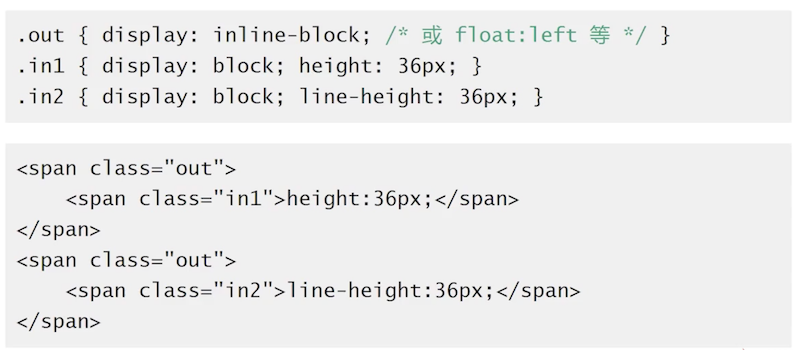 .out { display: inline-block; /* 或 float:left 等 */ }
.in1 { display: block; height: 36px; }
.in2 { display: block; line-height: 36px; }
<span class="out">
    <span class="in1">height:36px;</span>
</span>
<span class="out">
    <span class="in2">line-height:36px;</span>
</span>